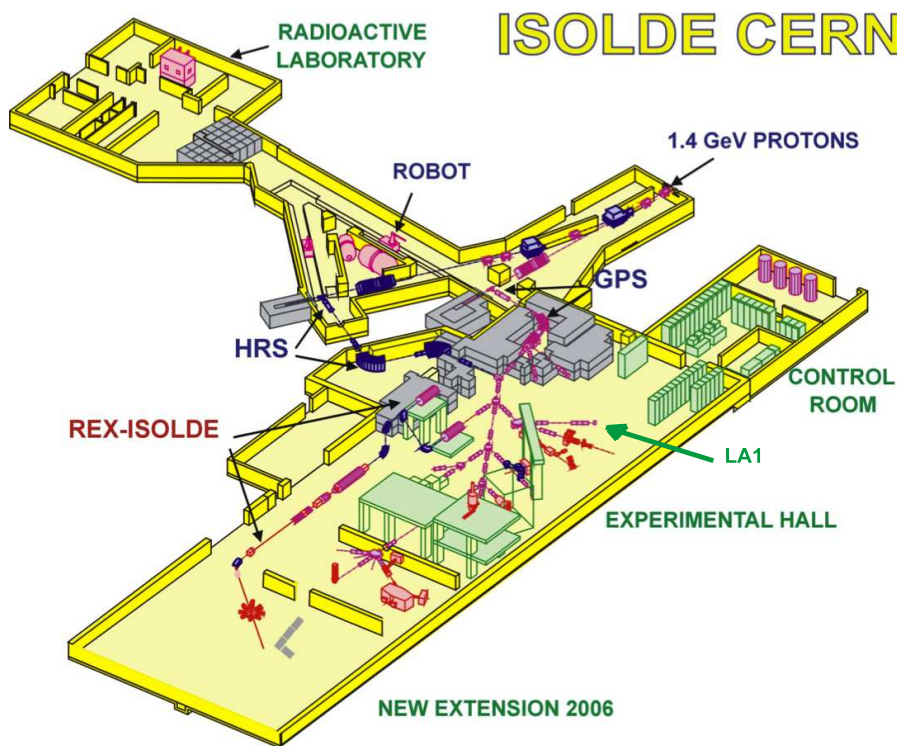 ISOLDE CERN
RADIOACTIVE
LABORATORY
1.4 GeV PROTONS
ROBOT
GPS
HRS
CONTROL
ROOM
REX-ISOLDE
LA1
EXPERIMENTAL HALL
NEW EXTENSION 2006